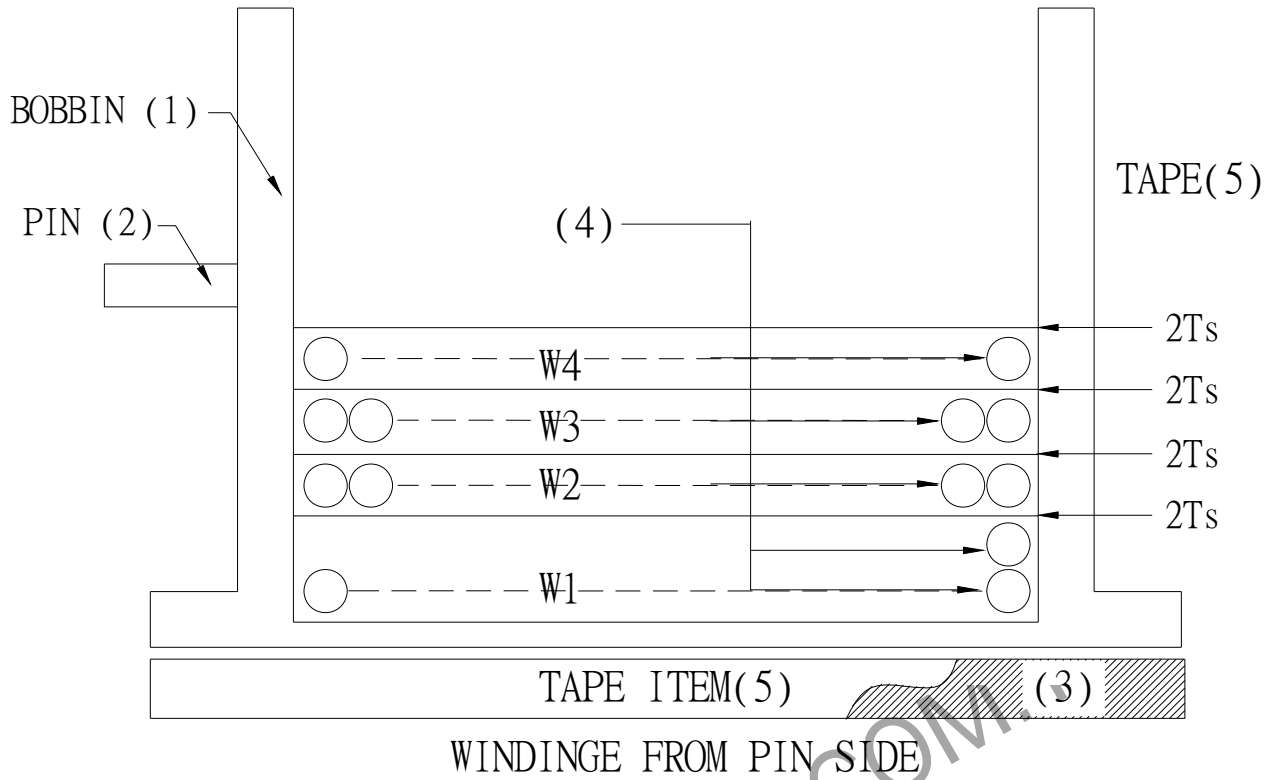 BOBBIN (1)
TAPE(5)
PIN (2)
(4)
2Ts
W4
2Ts
W3
2Ts
W2
2Ts
W1
TAPE ITEM(5)
(3)
COM.
WINDINGE FROM PIN SIDE